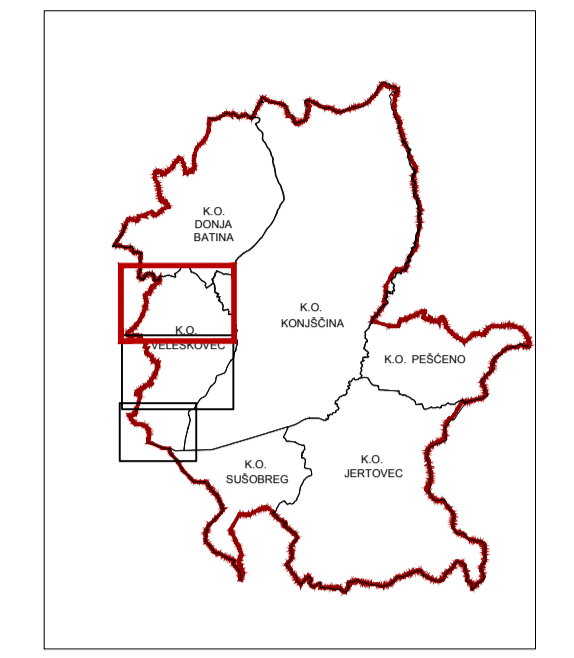 K.O.
DONJA
BATINA
K.O.
KONJŠČINA
K.O.
VELEŠKOVEC
K.O. PEŠĆENO
K.O.
SUŠOBREG
K.O.
JERTOVEC